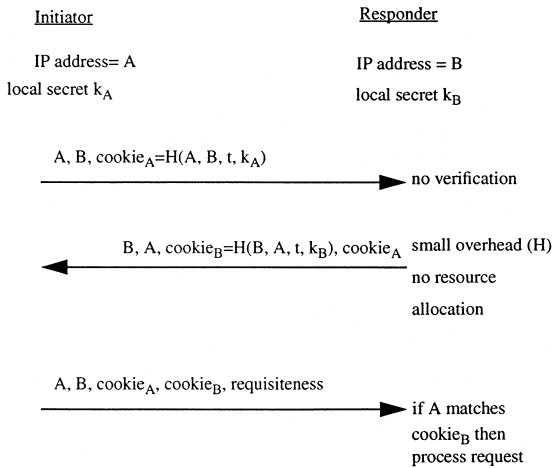 Initiator
Responder
IP address= A
IP address = B
local secret kA
local secret kB
A, B, cookieA=H(A, B, t, kA)
no verification
B, A, cookieB=H(B, A, t, kB), cookieA
small overhead (H)
no resource
allocation
A, B, cookieA, cookieB, requisiteness
if A matches
cookieB then
process request